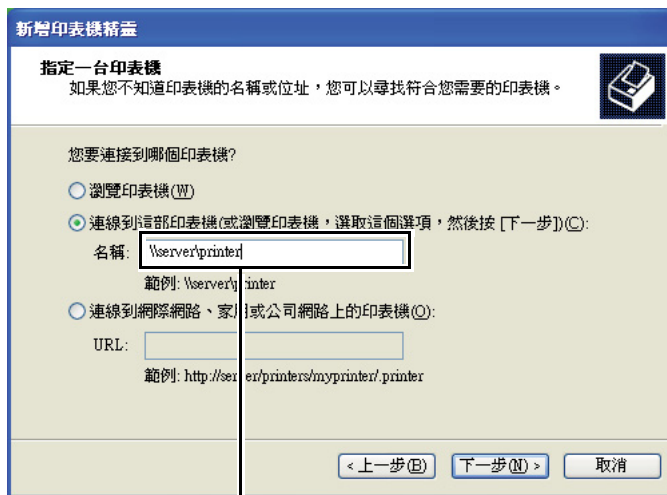 新增印表機精靈
指定一台印表機
如果您不知道印表機的名稱或位址，您可以尋找符合您需要的印表機。
您要連接到哪個印表機?
瀏覽印表機(W)
連線到這部印表機(或瀏覽印表機，選取這個選項，然後按 [下一步])(C):
名稱: \\server\printer
範例: \\server\printer
連線到網際網路、家用或公司網路上的印表機(O):
URL:
範例: http://server/printers/myprinter/.printer
<上一步(B) 下一步(N)> 取消